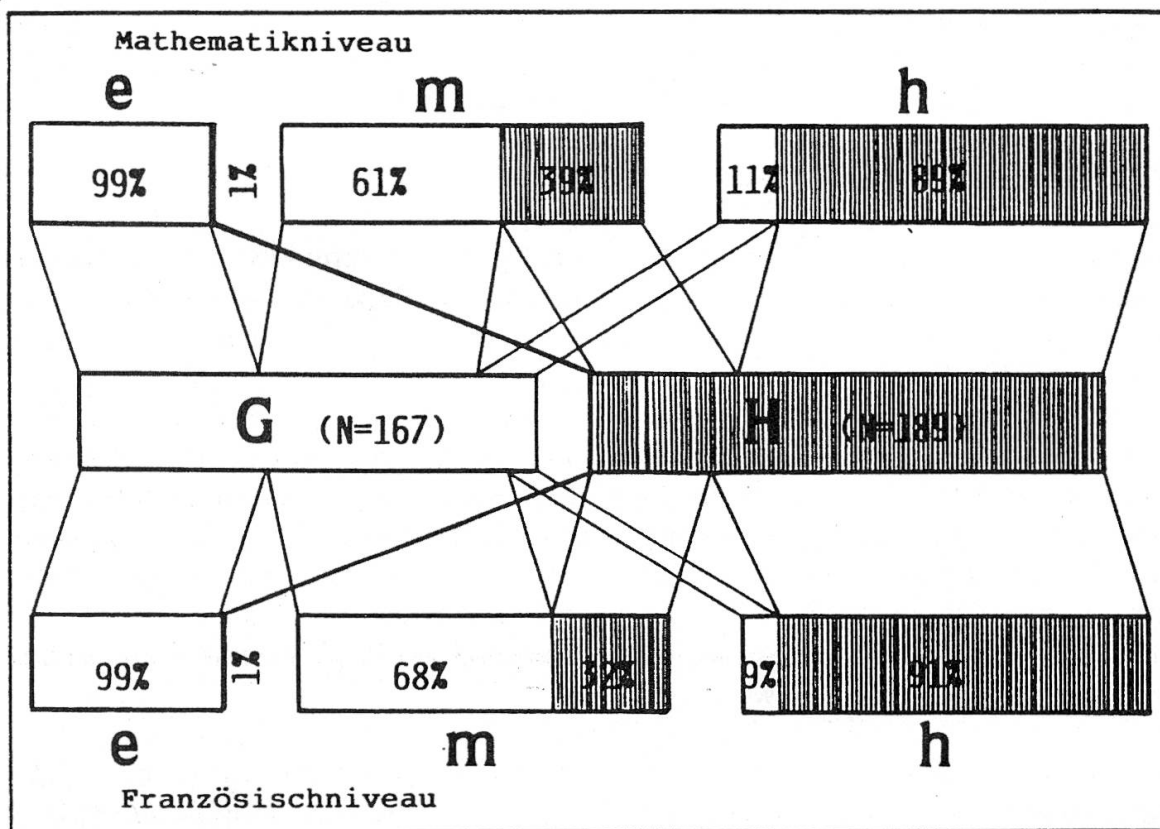 Mathematikniveau
e m h
99% 1% 61% 39% 11% 89%
G (N=167) H (N=189)
99% 1% 68% 32% 9% 91%
e m h
Französischniveau